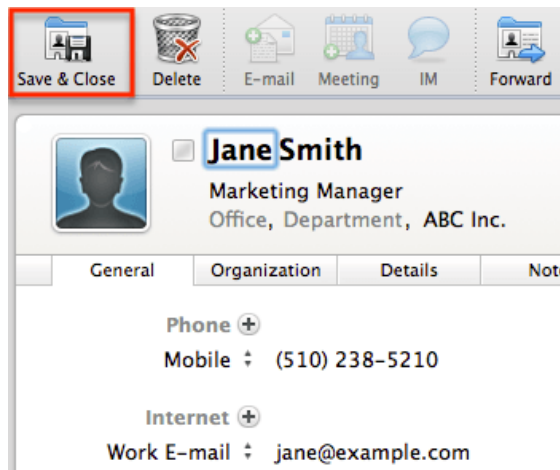 Save & Close Delete E-mail Meeting IM Forward
Jane Smith
Marketing Manager
Office, Department, ABC Inc.
General Organization Details
Phone
Mobile (510) 238-5210
Internet
Work E-mail jane@example.com